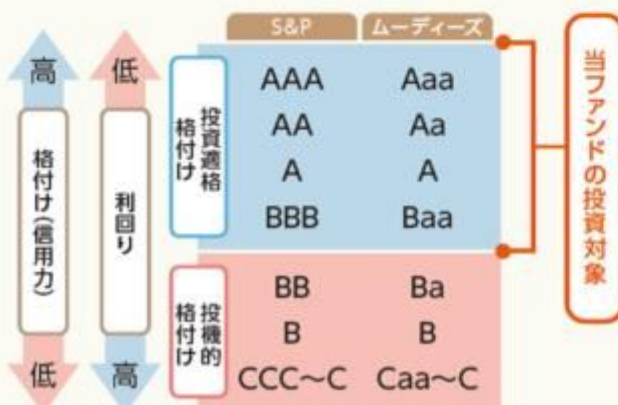 S&P ムーディーズ
高 低
格付け(信用力)
利回り
低 高
投資適格
格付け
AAA Aaa
AA Aa
A A
BBB Baa
投機的
格付け
BB Ba
B B
CCC～C Caa～C
当ファンドの投資対象